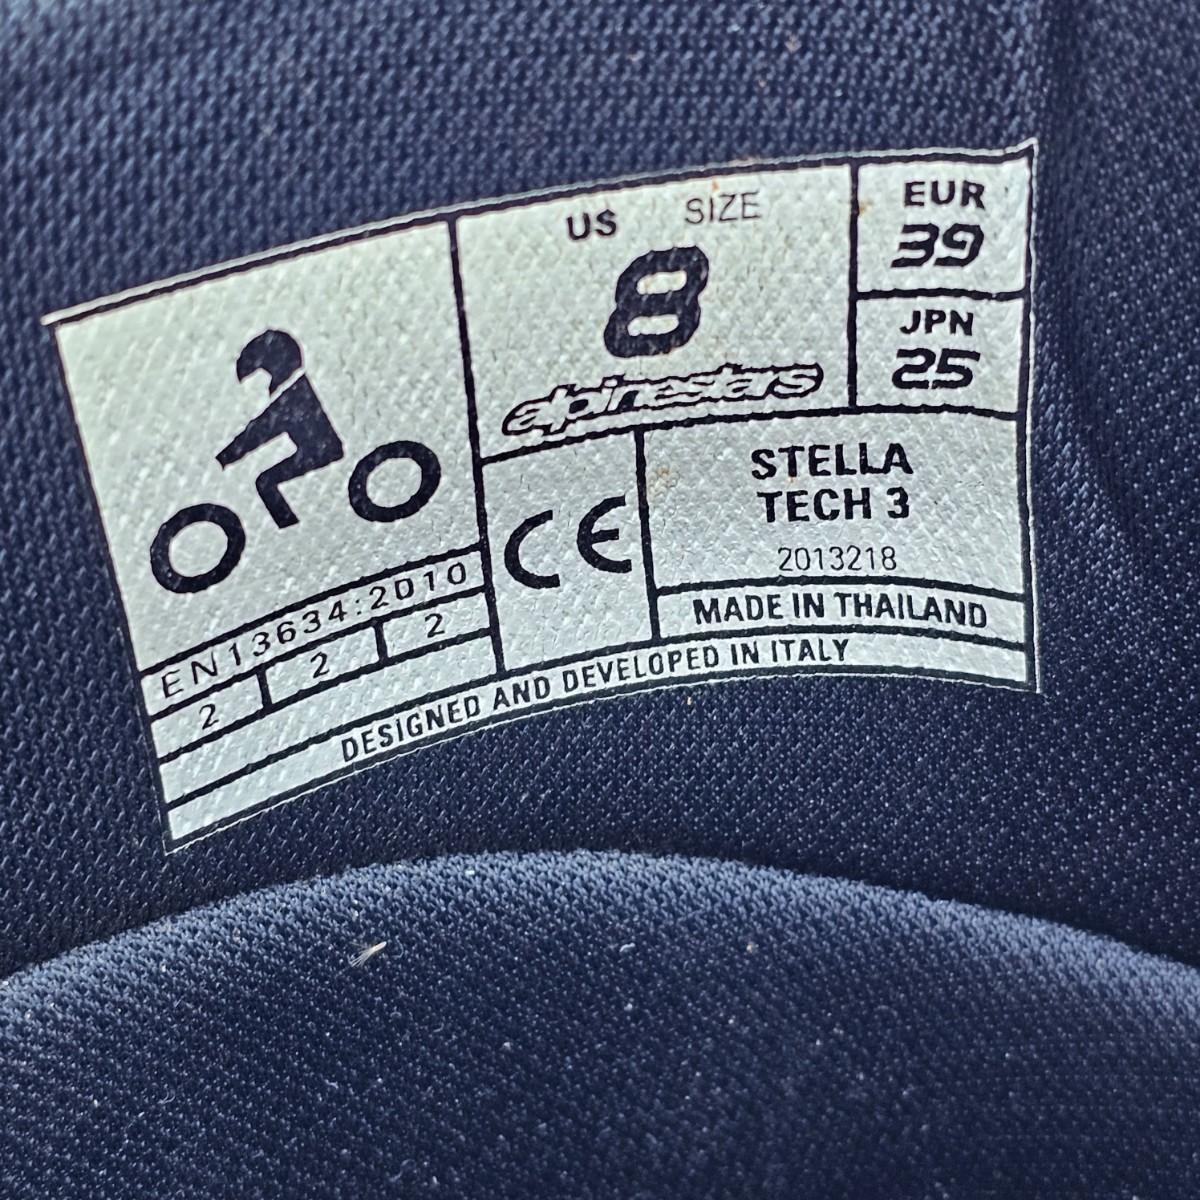 US SIZE
8
alpinestars
EUR
39
JPN
25
CE
STELLA
TECH 3
2013218
MADE IN THAILAND
EN13634:2010
2 2 2
DESIGNED AND DEVELOPED IN ITALY